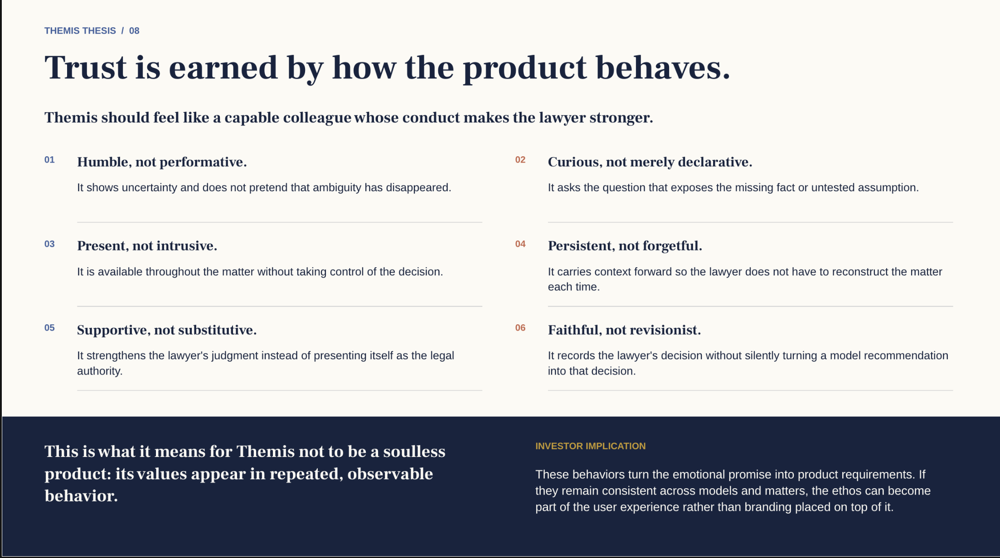 THEMIS THESIS / 08
Trust is earned by how the product behaves.
Themis should feel like a capable colleague whose conduct makes the lawyer stronger.
01
Humble, not performative.
It shows uncertainty and does not pretend that ambiguity has disappeared.
02
Curious, not merely declarative.
It asks the question that exposes the missing fact or untested assumption.
03
Present, not intrusive.
It is available throughout the matter without taking control of the decision.
04
Persistent, not forgetful.
It carries context forward so the lawyer does not have to reconstruct the matter
each time.
05
Supportive, not substitutive.
It strengthens the lawyer's judgment instead of presenting itself as the legal
authority.
06
Faithful, not revisionist.
It records the lawyer's decision without silently turning a model recommendation
into that decision.
This is what it means for Themis not to be a soulless
product: its values appear in repeated, observable
behavior.
INVESTOR IMPLICATION
These behaviors turn the emotional promise into product requirements. If
they remain consistent across models and matters, the ethos can become
part of the user experience rather than branding placed on top of it.